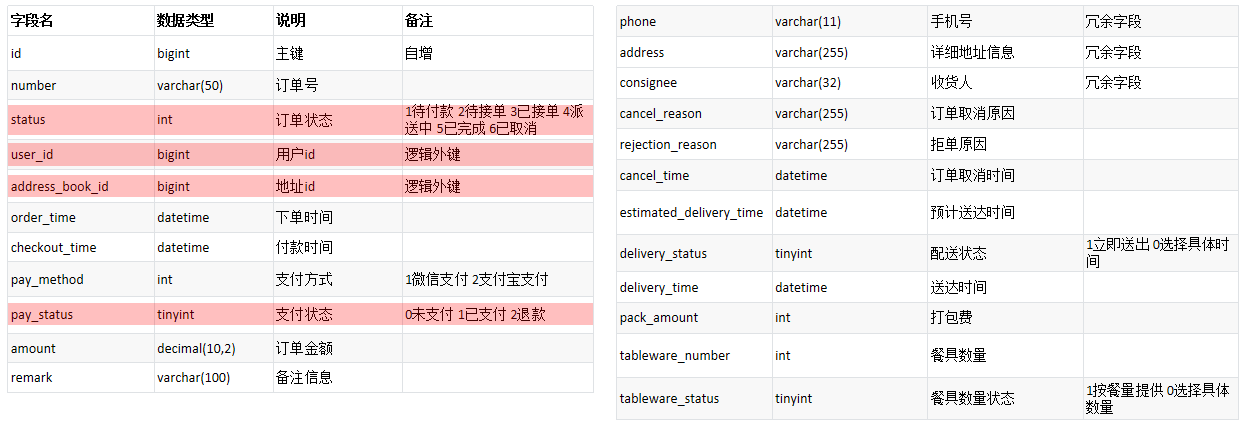 字段名 数据类型 说明 备注
id bigint 主键 自增
number varchar(50) 订单号
status int 订单状态 1待付款 2待接单 3已接单 4派
送中 5已完成 6已取消
user_id bigint 用户id 逻辑外键
address_book_id bigint 地址id 逻辑外键
order_time datetime 下单时间
checkout_time datetime 付款时间
pay_method int 支付方式 1微信支付 2支付宝支付
pay_status tinyint 支付状态 0未支付 1已支付 2退款
amount decimal(10,2) 订单金额
remark varchar(100) 备注信息
phone varchar(11) 手机号 冗余字段
address varchar(255) 详细地址信息 冗余字段
consignee varchar(32) 收货人 冗余字段
cancel_reason varchar(255) 订单取消原因
rejection_reason varchar(255) 拒单原因
cancel_time datetime 订单取消时间
estimated_delivery_time datetime 预计送达时间
delivery_status tinyint 配送状态 1立即送出 0选择具体时
间
delivery_time datetime 送达时间
pack_amount int 打包费
tableware_number int 餐具数量
tableware_status tinyint 餐具数量状态 1按餐量提供 0选择具体
数量